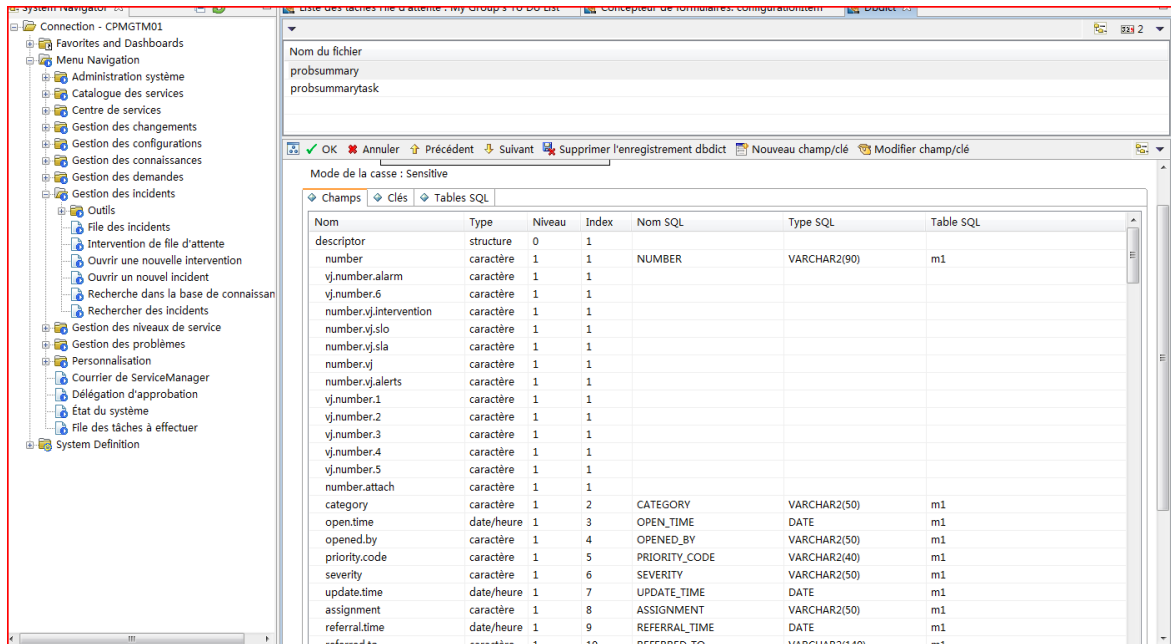 System Navigator
Liste des tâches File d'attente : My Group's To Do List
Concepteur de formulaires: configurationItem
Dbdict
Connection - CPMGTM01
Favorites and Dashboards
Menu Navigation
Administration système
Catalogue des services
Centre de services
Gestion des changements
Gestion des configurations
Gestion des connaissances
Gestion des demandes
Gestion des incidents
Outils
File des incidents
Intervention de file d'attente
Ouvrir une nouvelle intervention
Ouvrir un nouvel incident
Recherche dans la base de connaissan
Rechercher des incidents
Gestion des niveaux de service
Gestion des problèmes
Personnalisation
Courrier de ServiceManager
Délégation d'approbation
État du système
File des tâches à effectuer
System Definition
2
Nom du fichier
probsummary
probsummarytask
OK Annuler Précédent Suivant Supprimer l'enregistrement dbdict Nouveau champ/clé Modifier champ/clé
Mode de la casse : Sensitive
Champs Clés Tables SQL
Nom Type Niveau Index Nom SQL Type SQL Table SQL
descriptor structure 0 1
number caractère 1 1 NUMBER VARCHAR2(90) m1
vj.number.alarm caractère 1 1
vj.number.6 caractère 1 1
number.vj.intervention caractère 1 1
number.vj.slo caractère 1 1
number.vj.sla caractère 1 1
number.vj caractère 1 1
number.vj.alerts caractère 1 1
vj.number.1 caractère 1 1
vj.number.2 caractère 1 1
vj.number.3 caractère 1 1
vj.number.4 caractère 1 1
vj.number.5 caractère 1 1
number.attach caractère 1 1
category caractère 1 2 CATEGORY VARCHAR2(50) m1
open.time date/heure 1 3 OPEN_TIME DATE m1
opened.by caractère 1 4 OPENED_BY VARCHAR2(50) m1
priority.code caractère 1 5 PRIORITY_CODE VARCHAR2(40) m1
severity caractère 1 6 SEVERITY VARCHAR2(50) m1
update.time date/heure 1 7 UPDATE_TIME DATE m1
assignment caractère 1 8 ASSIGNMENT VARCHAR2(50) m1
referral.time date/heure 1 9 REFERRAL_TIME DATE m1
referred.to caractère 1 10 REFERRED_TO VARCHAR2(140) m1